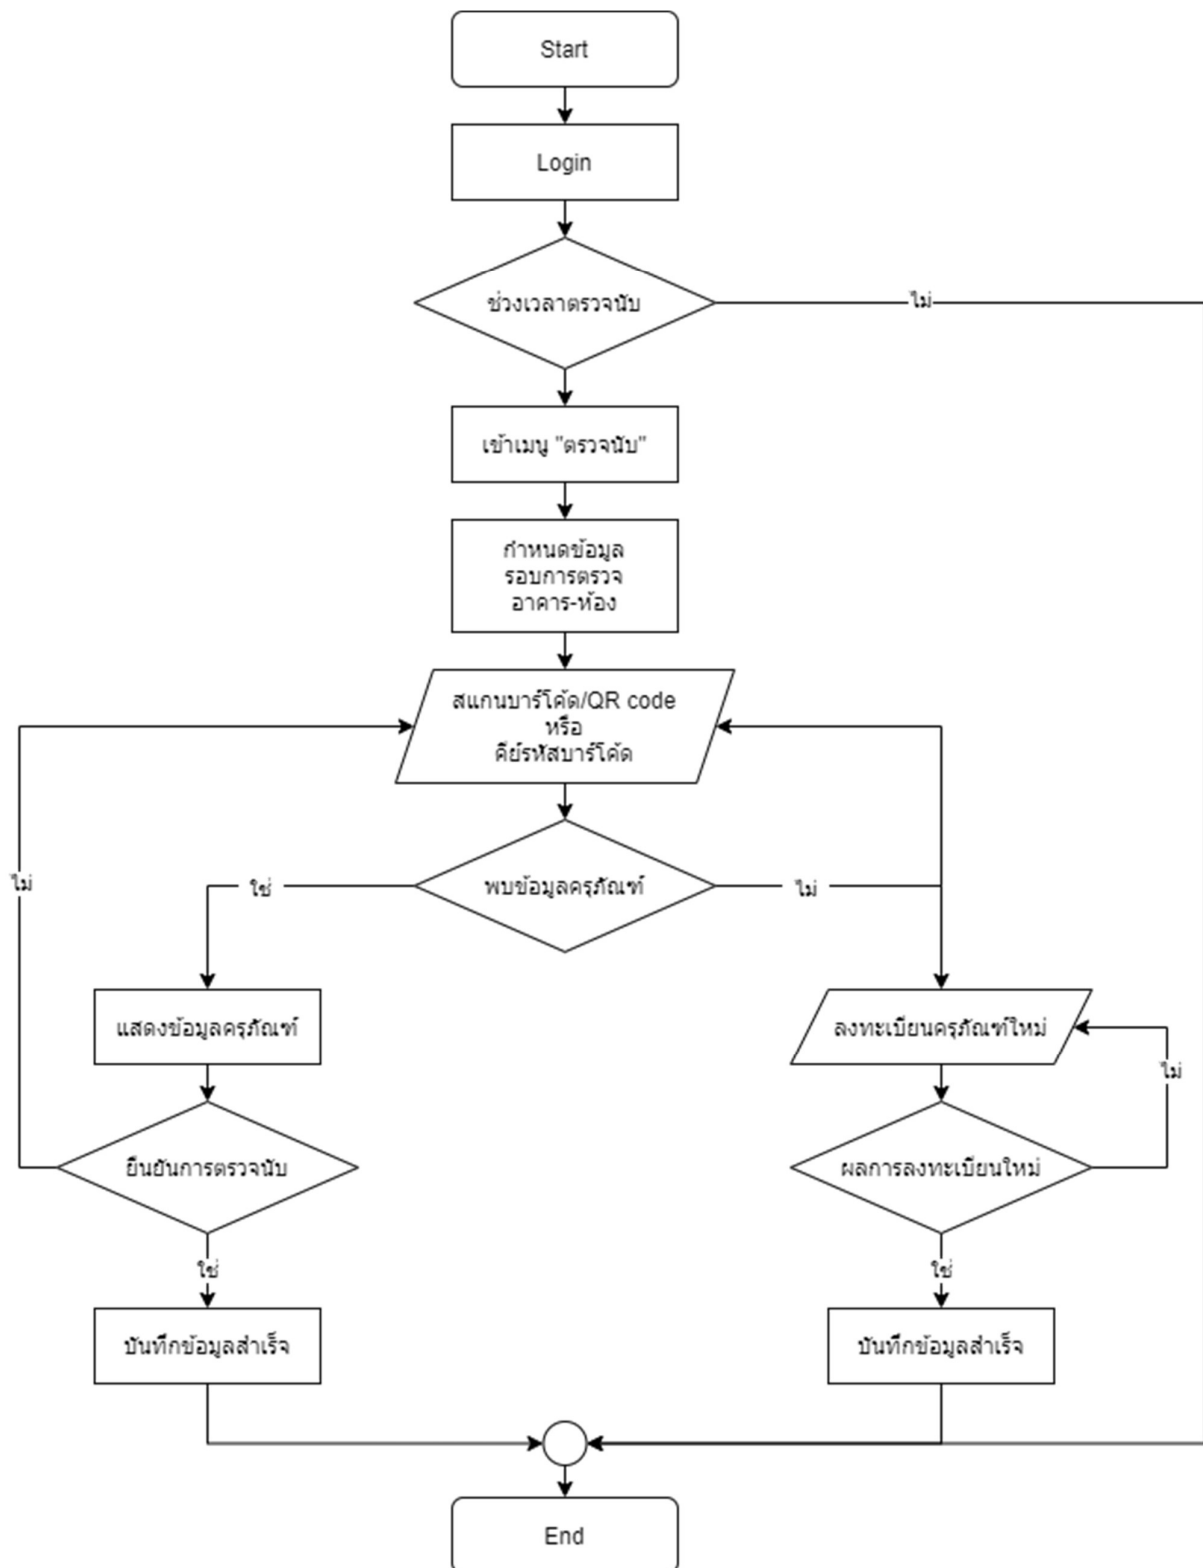 Start
Login
ช่วงเวลาตรวจนับ
ไม่
เข้าเมนู "ตรวจนับ"
กำหนดข้อมูล
รอบการตรวจ
อาคาร-ห้อง
สแกนบาร์โค้ด/QR code
หรือ
คีย์รหัสบาร์โค้ด
ไม่
ใช่
พบข้อมูลครุภัณฑ์
ไม่
แสดงข้อมูลครุภัณฑ์
ลงทะเบียนครุภัณฑ์ใหม่
ไม่
ยืนยันการตรวจนับ
ผลการลงทะเบียนใหม่
ใช่
ใช่
บันทึกข้อมูลสำเร็จ
บันทึกข้อมูลสำเร็จ
End